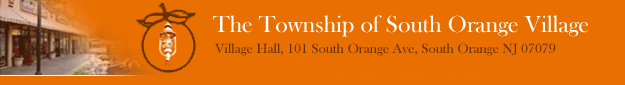 The Township of South Orange Village
Village Hall, 101 South Orange Ave, South Orange NJ 07079